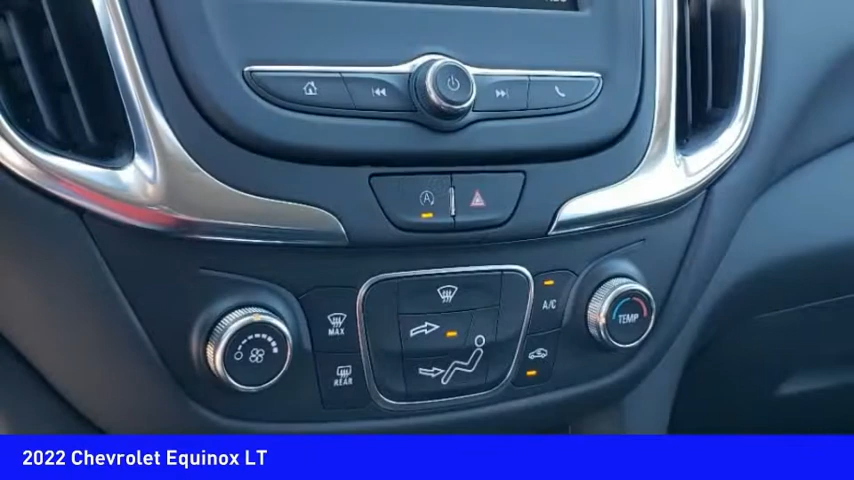 A
MAX
A/C
TEMP
REAR
2022 Chevrolet Equinox LT